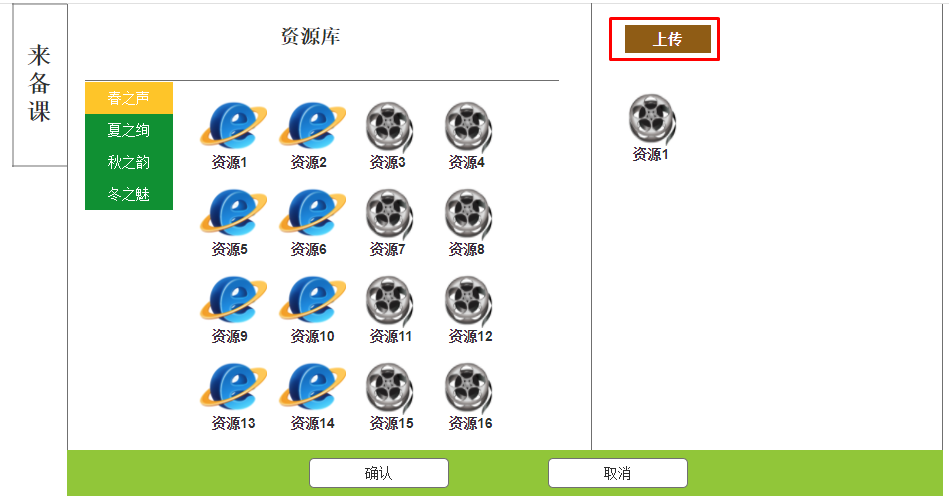 来备课
资源库
上传
春之声
夏之绚
秋之韵
冬之魅
资源1 资源2 资源3 资源4
资源5 资源6 资源7 资源8
资源9 资源10 资源11 资源12
资源13 资源14 资源15 资源16
资源1
确认 取消